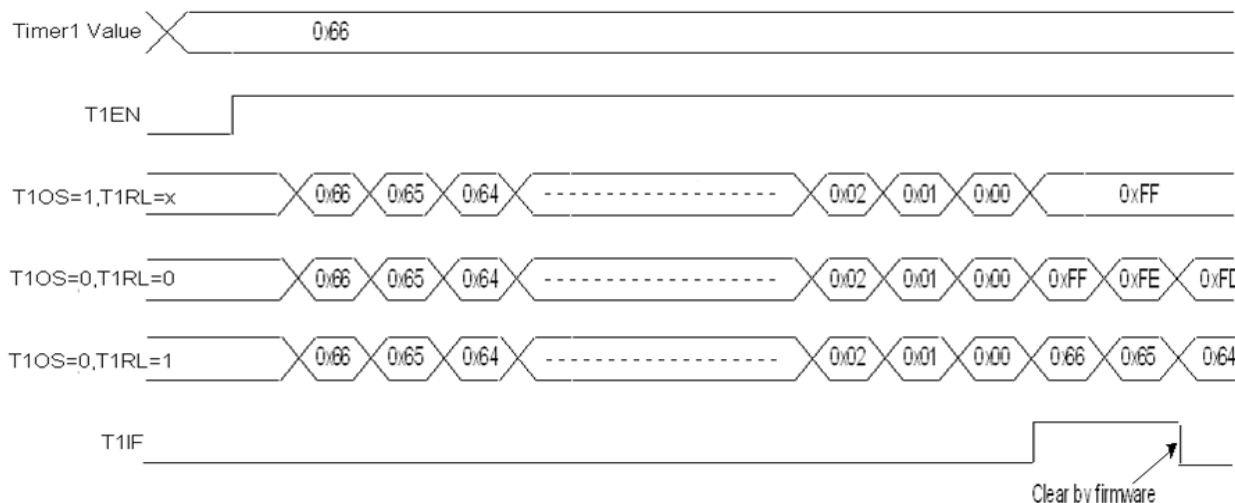 Timer1 Value 0x66
T1EN
T1OS=1,T1RL=x 0x66 0x65 0x64 0x02 0x01 0x00 0xFF
T1OS=0,T1RL=0 0x66 0x65 0x64 0x02 0x01 0x00 0xFF 0xFE 0xFD
T1OS=0,T1RL=1 0x66 0x65 0x64 0x02 0x01 0x00 0x66 0x65 0x64
T1IF
Clear by firmware